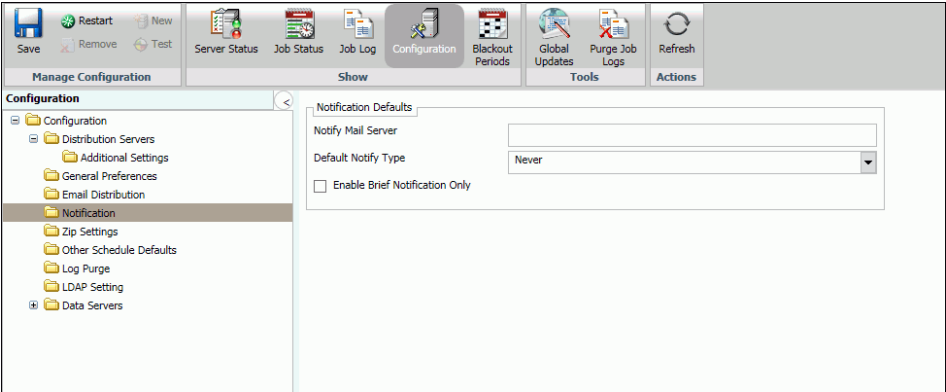 Save
Restart
New
Remove
Test
Manage Configuration
Server Status
Job Status
Job Log
Configuration
Blackout
Periods
Show
Global
Updates
Purge Job
Logs
Tools
Refresh
Actions
Configuration
<
Configuration
Distribution Servers
Additional Settings
General Preferences
Email Distribution
Notification
Zip Settings
Other Schedule Defaults
Log Purge
LDAP Setting
Data Servers
Notification Defaults
Notify Mail Server
Default Notify Type
Never
Enable Brief Notification Only